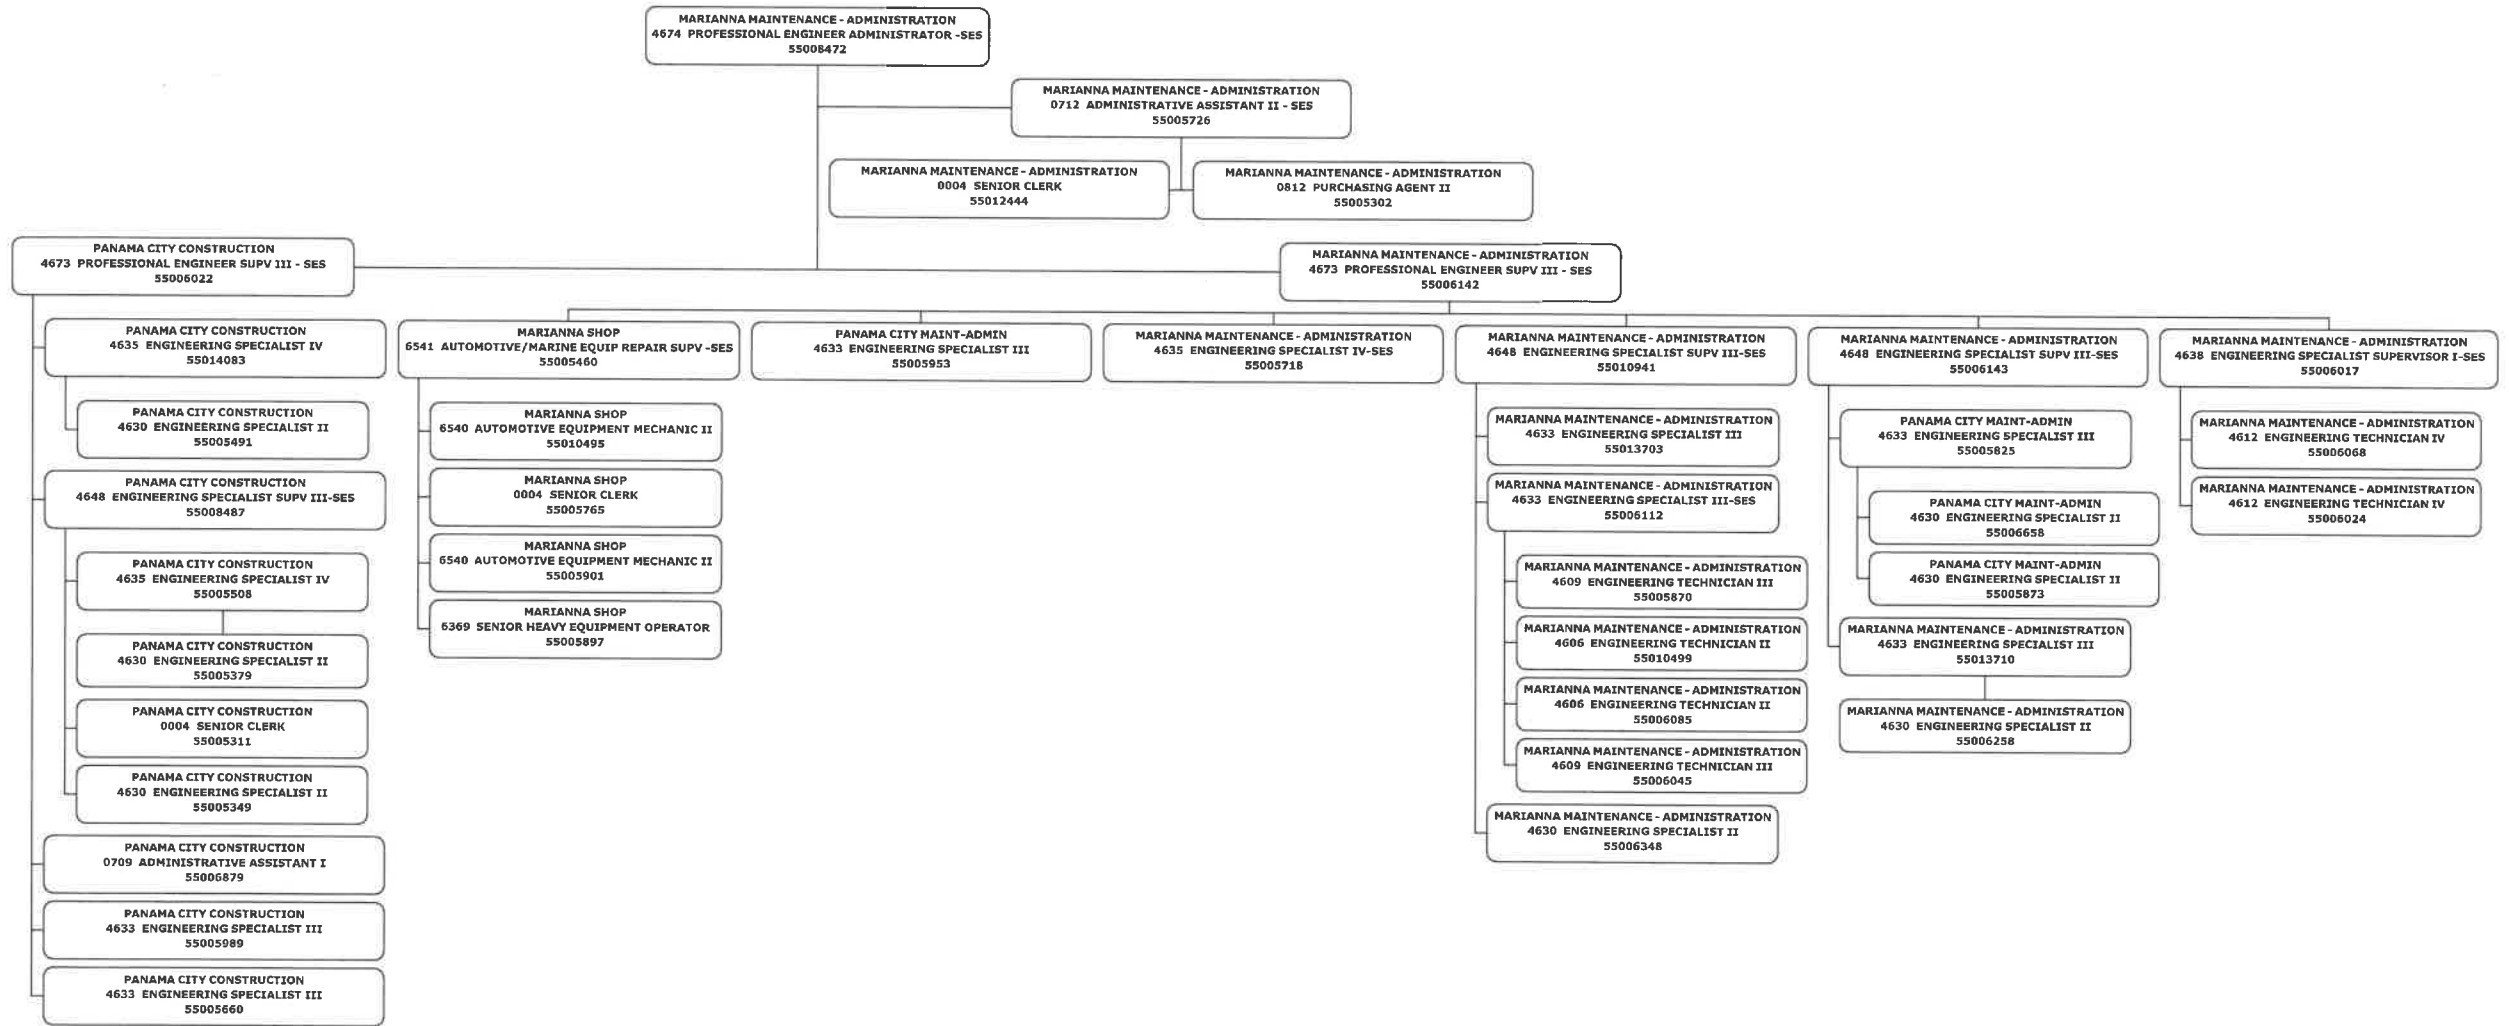 MARIANNA MAINTENANCE - ADMINISTRATION
4674 PROFESSIONAL ENGINEER ADMINISTRATOR -SES
55008472
MARIANNA MAINTENANCE - ADMINISTRATION
0712 ADMINISTRATIVE ASSISTANT II - SES
55005726
MARIANNA MAINTENANCE - ADMINISTRATION
0004 SENIOR CLERK
55012444
MARIANNA MAINTENANCE - ADMINISTRATION
0812 PURCHASING AGENT II
55005302
PANAMA CITY CONSTRUCTION
4673 PROFESSIONAL ENGINEER SUPV III - SES
55006022
MARIANNA MAINTENANCE - ADMINISTRATION
4673 PROFESSIONAL ENGINEER SUPV III - SES
55006142
PANAMA CITY CONSTRUCTION
4635 ENGINEERING SPECIALIST IV
55014083
PANAMA CITY CONSTRUCTION
4630 ENGINEERING SPECIALIST II
55005491
PANAMA CITY CONSTRUCTION
4648 ENGINEERING SPECIALIST SUPV III-SES
55008487
PANAMA CITY CONSTRUCTION
4635 ENGINEERING SPECIALIST IV
55005508
PANAMA CITY CONSTRUCTION
4630 ENGINEERING SPECIALIST II
55005379
PANAMA CITY CONSTRUCTION
0004 SENIOR CLERK
55005311
PANAMA CITY CONSTRUCTION
4630 ENGINEERING SPECIALIST II
55005349
PANAMA CITY CONSTRUCTION
0709 ADMINISTRATIVE ASSISTANT I
55006879
PANAMA CITY CONSTRUCTION
4633 ENGINEERING SPECIALIST III
55005989
PANAMA CITY CONSTRUCTION
4633 ENGINEERING SPECIALIST III
55005660
MARIANNA SHOP
6541 AUTOMOTIVE/MARINE EQUIP REPAIR SUPV -SES
55005460
MARIANNA SHOP
6540 AUTOMOTIVE EQUIPMENT MECHANIC II
55010495
MARIANNA SHOP
0004 SENIOR CLERK
55005765
MARIANNA SHOP
6540 AUTOMOTIVE EQUIPMENT MECHANIC II
55005901
MARIANNA SHOP
6369 SENIOR HEAVY EQUIPMENT OPERATOR
55005897
PANAMA CITY MAINT-ADMIN
4633 ENGINEERING SPECIALIST III
55005953
MARIANNA MAINTENANCE - ADMINISTRATION
4635 ENGINEERING SPECIALIST IV-SES
55005718
MARIANNA MAINTENANCE - ADMINISTRATION
4648 ENGINEERING SPECIALIST SUPV III-SES
55010941
MARIANNA MAINTENANCE - ADMINISTRATION
4633 ENGINEERING SPECIALIST III
55013703
MARIANNA MAINTENANCE - ADMINISTRATION
4633 ENGINEERING SPECIALIST III-SES
55006112
MARIANNA MAINTENANCE - ADMINISTRATION
4609 ENGINEERING TECHNICIAN III
55005870
MARIANNA MAINTENANCE - ADMINISTRATION
4606 ENGINEERING TECHNICIAN II
55010499
MARIANNA MAINTENANCE - ADMINISTRATION
4606 ENGINEERING TECHNICIAN II
55006085
MARIANNA MAINTENANCE - ADMINISTRATION
4609 ENGINEERING TECHNICIAN III
55006045
MARIANNA MAINTENANCE - ADMINISTRATION
4630 ENGINEERING SPECIALIST II
55006348
MARIANNA MAINTENANCE - ADMINISTRATION
4648 ENGINEERING SPECIALIST SUPV III-SES
55006143
PANAMA CITY MAINT-ADMIN
4633 ENGINEERING SPECIALIST III
55005825
PANAMA CITY MAINT-ADMIN
4630 ENGINEERING SPECIALIST II
55006658
PANAMA CITY MAINT-ADMIN
4630 ENGINEERING SPECIALIST II
55005873
MARIANNA MAINTENANCE - ADMINISTRATION
4633 ENGINEERING SPECIALIST III
55013710
MARIANNA MAINTENANCE - ADMINISTRATION
4630 ENGINEERING SPECIALIST II
55006258
MARIANNA MAINTENANCE - ADMINISTRATION
4638 ENGINEERING SPECIALIST SUPERVISOR I-SES
55006017
MARIANNA MAINTENANCE - ADMINISTRATION
4612 ENGINEERING TECHNICIAN IV
55006068
MARIANNA MAINTENANCE - ADMINISTRATION
4612 ENGINEERING TECHNICIAN IV
55006024